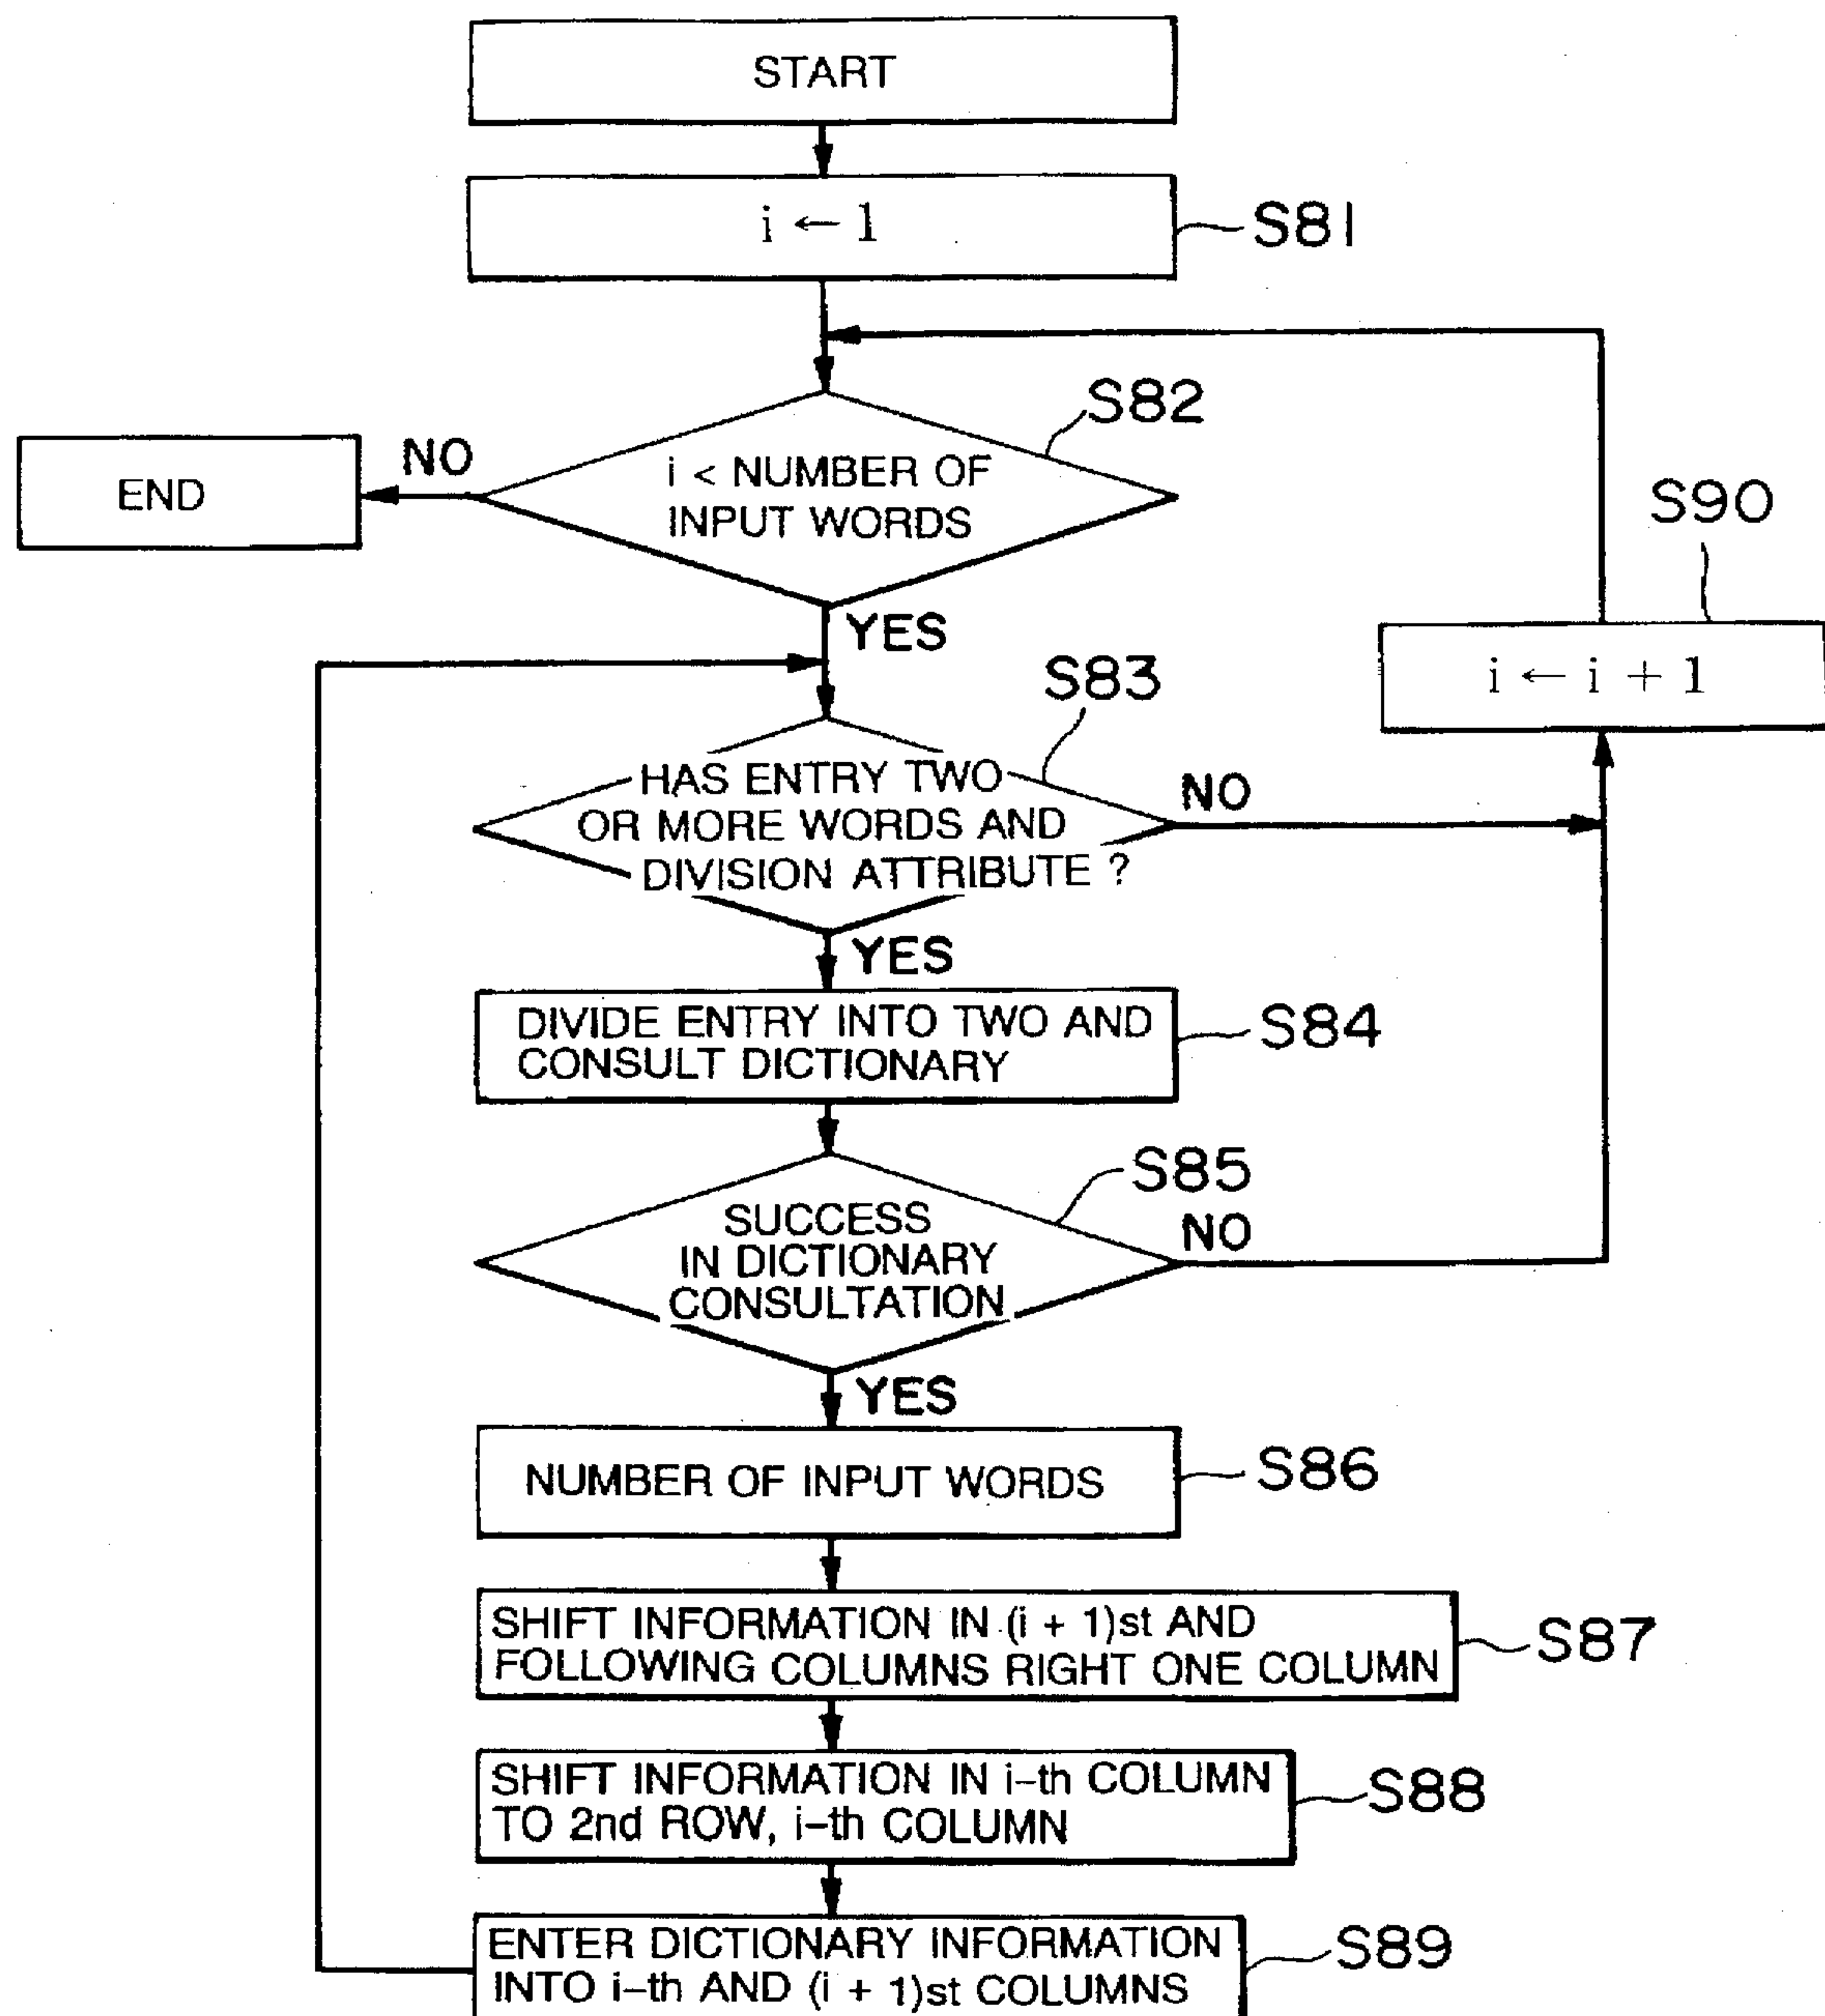 START
i ← 1
S81
S82
NO
END
i < NUMBER OF
INPUT WORDS
S90
YES
i ← i + 1
S83
HAS ENTRY TWO
OR MORE WORDS AND
DIVISION ATTRIBUTE ?
NO
YES
DIVIDE ENTRY INTO TWO AND
CONSULT DICTIONARY
S84
S85
SUCCESS
IN DICTIONARY
CONSULTATION
NO
YES
NUMBER OF INPUT WORDS
S86
SHIFT INFORMATION IN (i + 1)st AND
FOLLOWING COLUMNS RIGHT ONE COLUMN
S87
SHIFT INFORMATION IN i-th COLUMN
TO 2nd ROW, i-th COLUMN
S88
ENTER DICTIONARY INFORMATION
INTO i-th AND (i + 1)st COLUMNS
S89